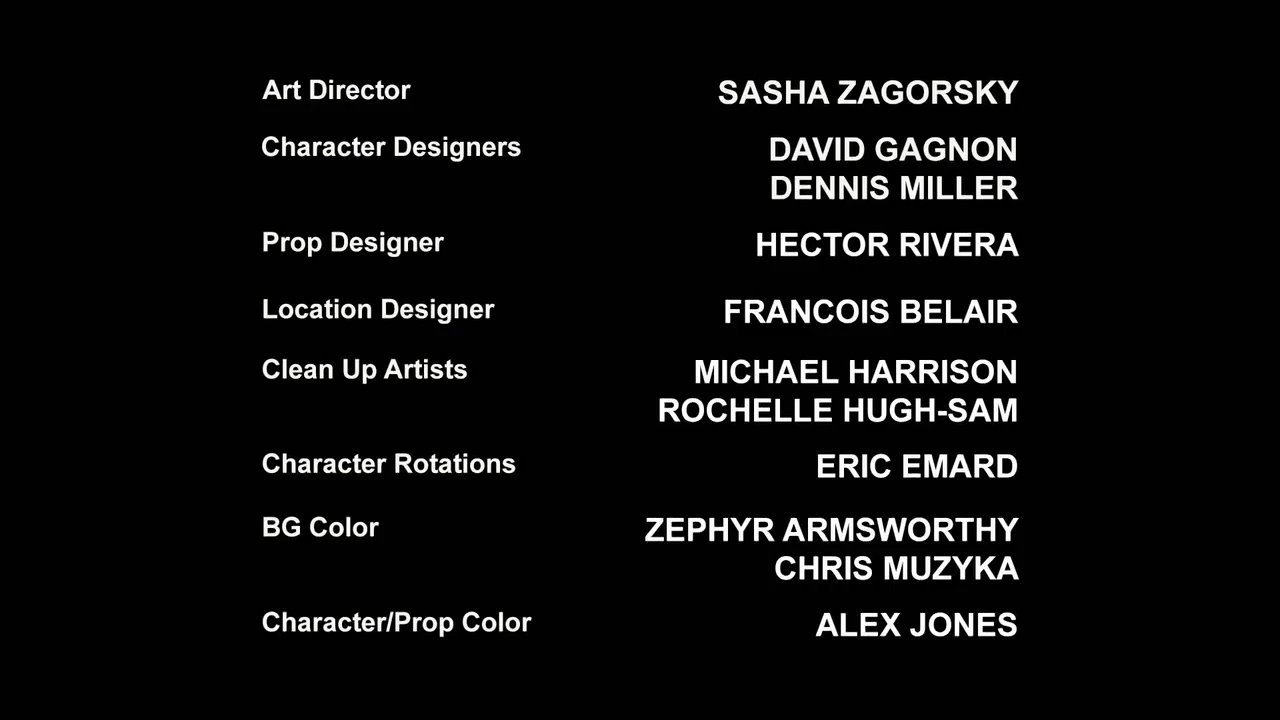 Art Director SASHA ZAGORSKY
Character Designers DAVID GAGNON
DENNIS MILLER
Prop Designer HECTOR RIVERA
Location Designer FRANCOIS BELAIR
Clean Up Artists MICHAEL HARRISON
ROCHELLE HUGH-SAM
Character Rotations ERIC EMARD
BG Color ZEPHYR ARMSWORTHY
CHRIS MUZYKA
Character/Prop Color ALEX JONES